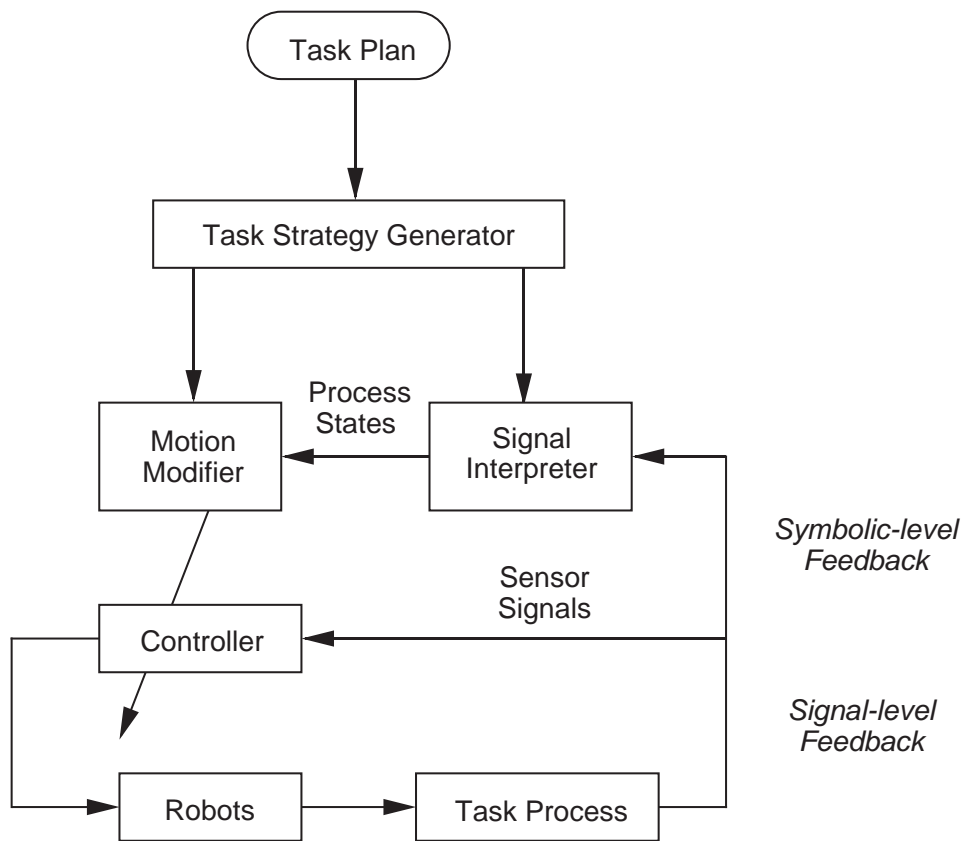 Task Plan
Task Strategy Generator
Process
States
Motion
Modifier
Signal
Interpreter
Symbolic-level
Feedback
Sensor
Signals
Controller
Signal-level
Feedback
Robots
Task Process